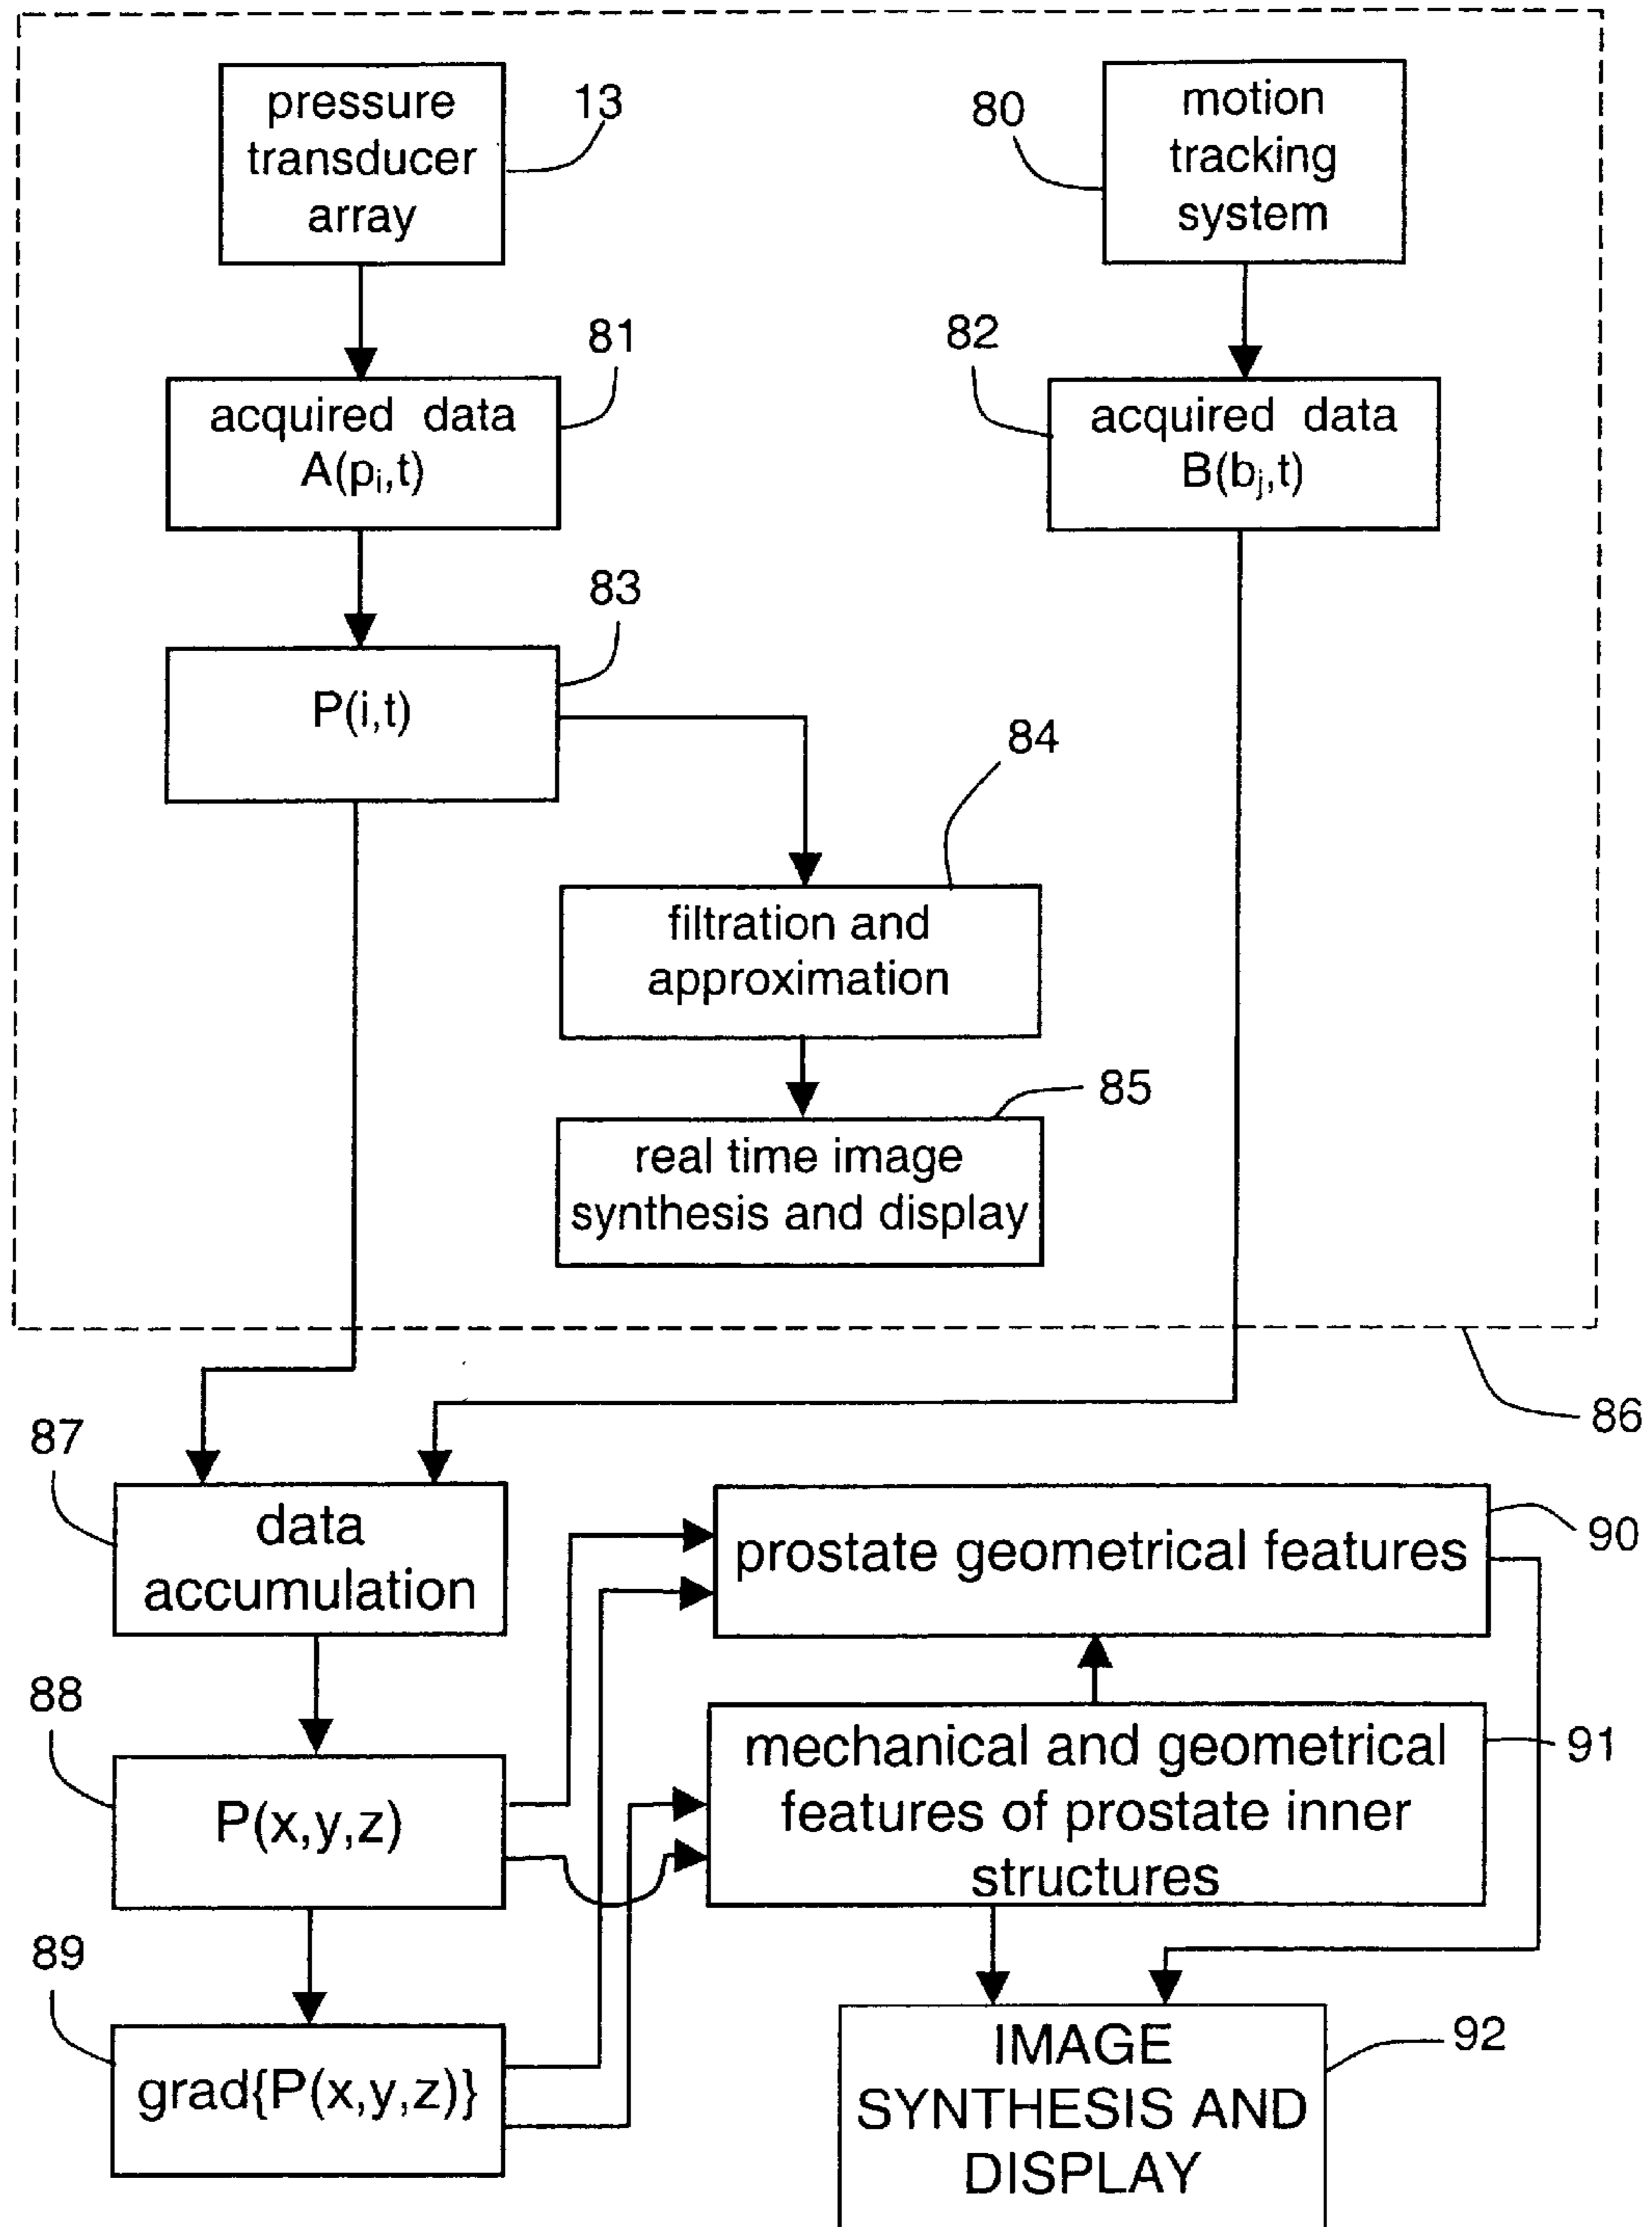 pressure
transducer
array
13
80
motion
tracking
system
81
acquired data
A(pᵢ,t)
82
acquired data
B(bⱼ,t)
83
P(i,t)
84
filtration and
approximation
85
real time image
synthesis and display
86
87
data
accumulation
90
prostate geometrical features
88
P(x,y,z)
91
mechanical and geometrical
features of prostate inner
structures
89
grad{P(x,y,z)}
92
IMAGE
SYNTHESIS AND
DISPLAY